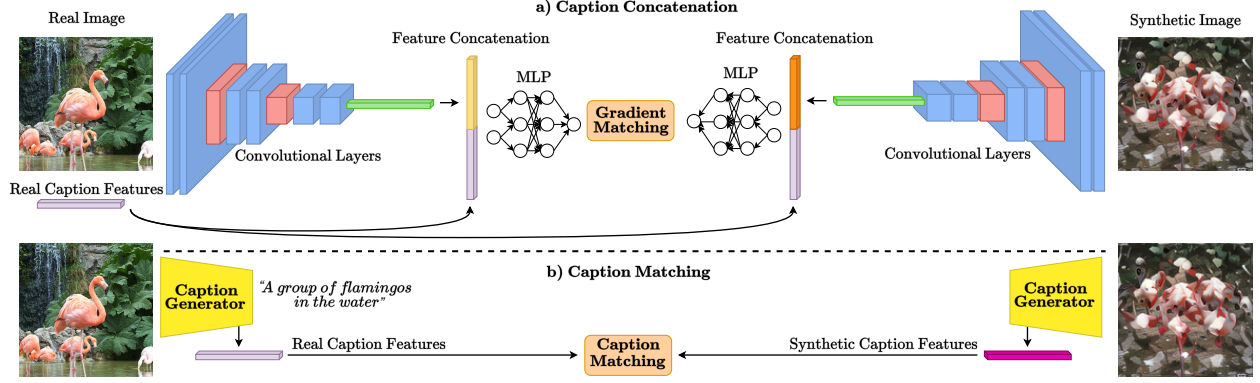 a) Caption Concatenation
Real Image
Synthetic Image
Feature Concatenation
Feature Concatenation
MLP
MLP
Gradient
Matching
Convolutional Layers
Convolutional Layers
Real Caption Features
b) Caption Matching
Caption
Generator
"A group of flamingos
in the water"
Caption
Generator
Real Caption Features
Caption
Matching
Synthetic Caption Features